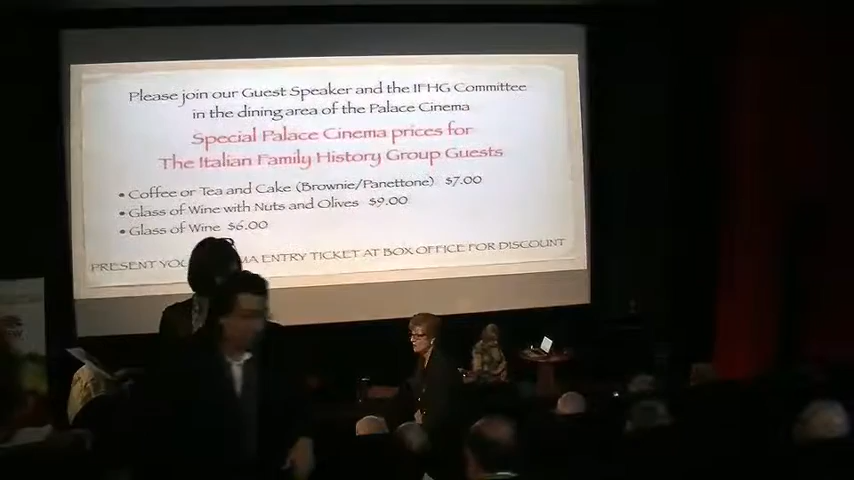 Please join our Guest Speaker and the IFHG Committee
in the dining area of the Palace Cinema
Special Palace Cinema prices for
The Italian Family History Group Guests
• Coffee or Tea and Cake (Brownie/Panettone) $7.00
• Glass of Wine with Nuts and Olives $9.00
• Glass of Wine $6.00
PRESENT ENTRY TICKET AT BOX OFFICE FOR DISCOUNT